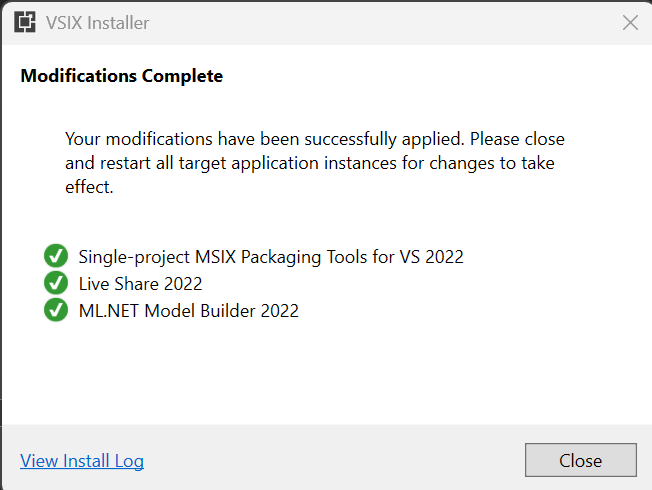 VSIX Installer
Modifications Complete
Your modifications have been successfully applied. Please close
and restart all target application instances for changes to take
effect.
Single-project MSIX Packaging Tools for VS 2022
Live Share 2022
ML.NET Model Builder 2022
View Install Log
Close